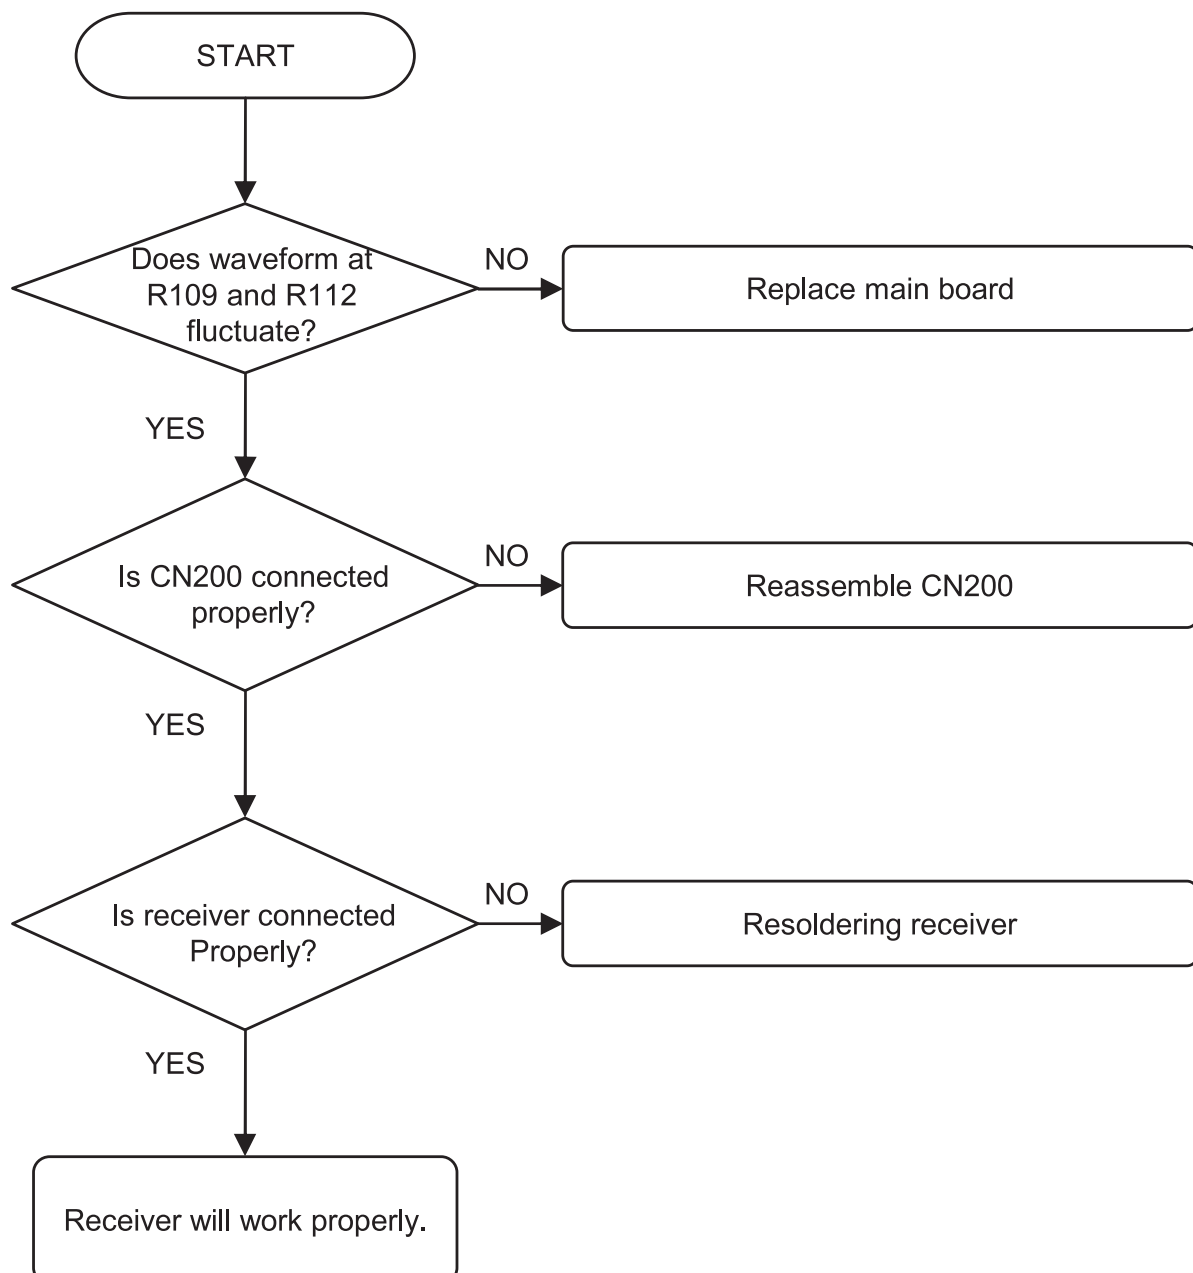 START
Does waveform at
R109 and R112
fluctuate?
NO
Replace main board
YES
Is CN200 connected
properly?
NO
Reassemble CN200
YES
Is receiver connected
Properly?
NO
Resoldering receiver
YES
Receiver will work properly.